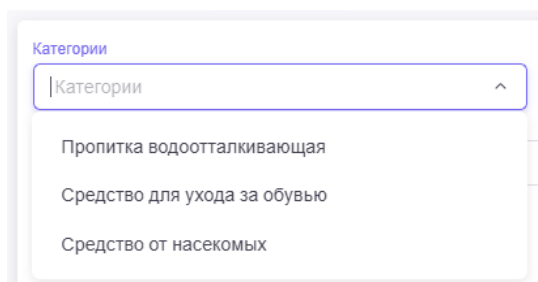 Категории
Категории
Пропитка водоотталкивающая
Средство для ухода за обувью
Средство от насекомых